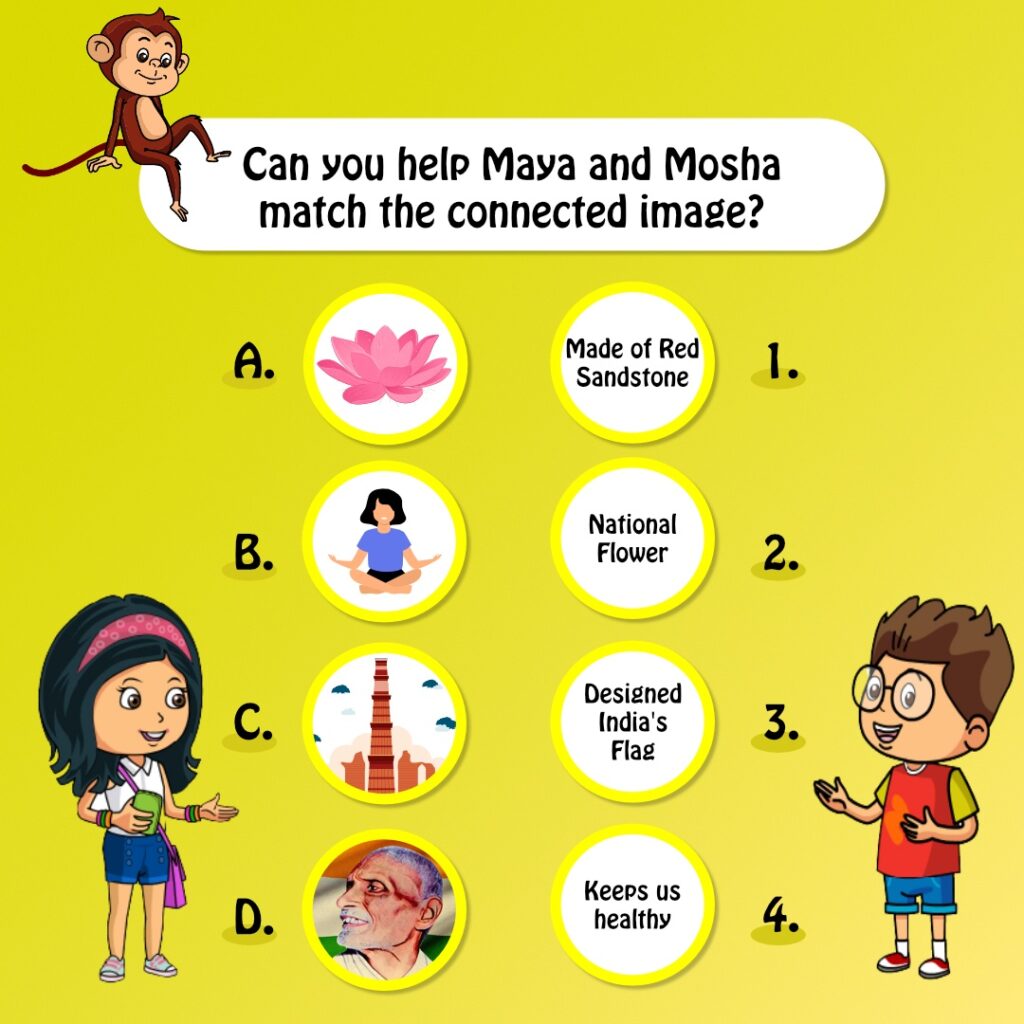 Can you help Maya and Mosha
match the connected image?
A.
Made of Red
Sandstone
1.
B.
National
Flower
2.
C.
Designed
India's
Flag
3.
D.
Keeps us
healthy
4.